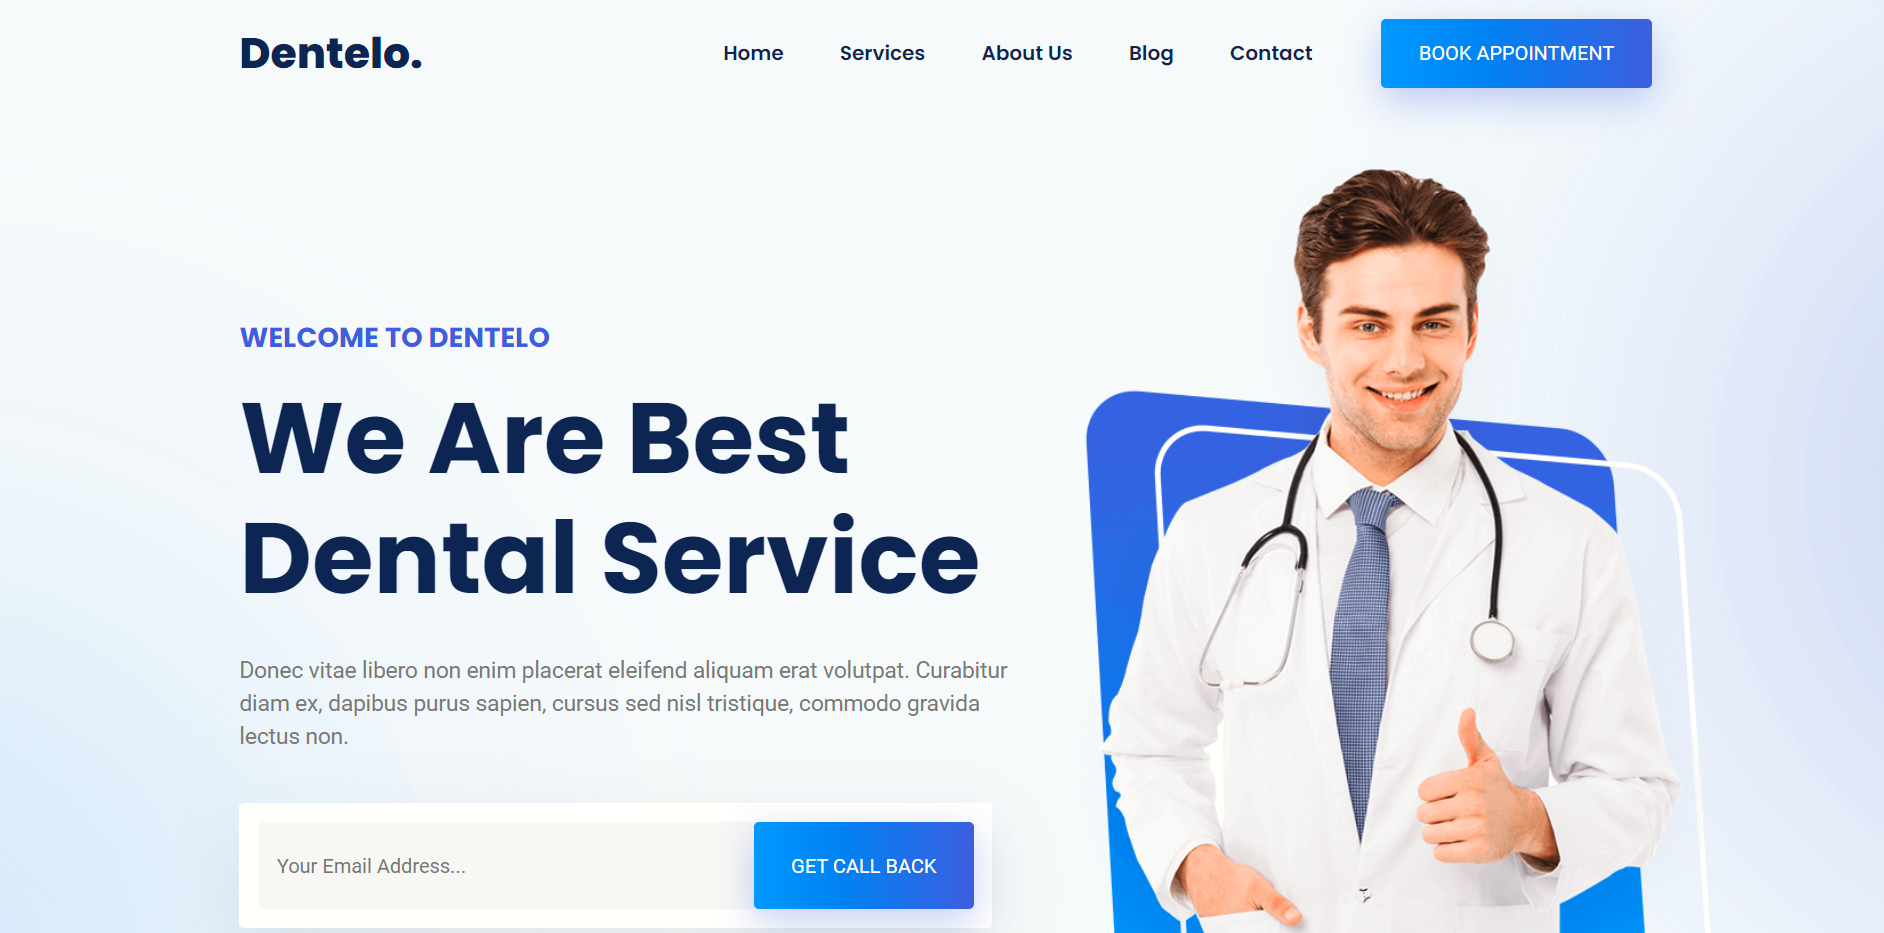 Dentelo.
Home
Services
About Us
Blog
Contact
BOOK APPOINTMENT
WELCOME TO DENTELO
We Are Best
Dental Service
Donec vitae libero non enim placerat eleifend aliquam erat volutpat. Curabitur
diam ex, dapibus purus sapien, cursus sed nisl tristique, commodo gravida
lectus non.
Your Email Address...
GET CALL BACK